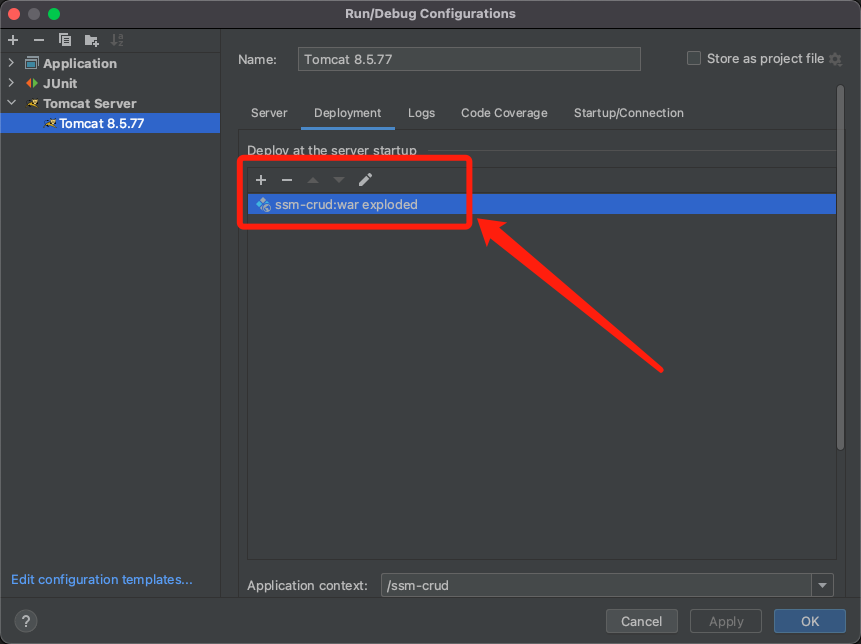 Run/Debug Configurations
Application
JUnit
Tomcat Server
Tomcat 8.5.77
Edit configuration templates...
Name: Tomcat 8.5.77 Store as project file
Server Deployment Logs Code Coverage Startup/Connection
Deploy at the server startup
ssm-crud:war exploded
Application context: /ssm-crud
? Cancel Apply OK